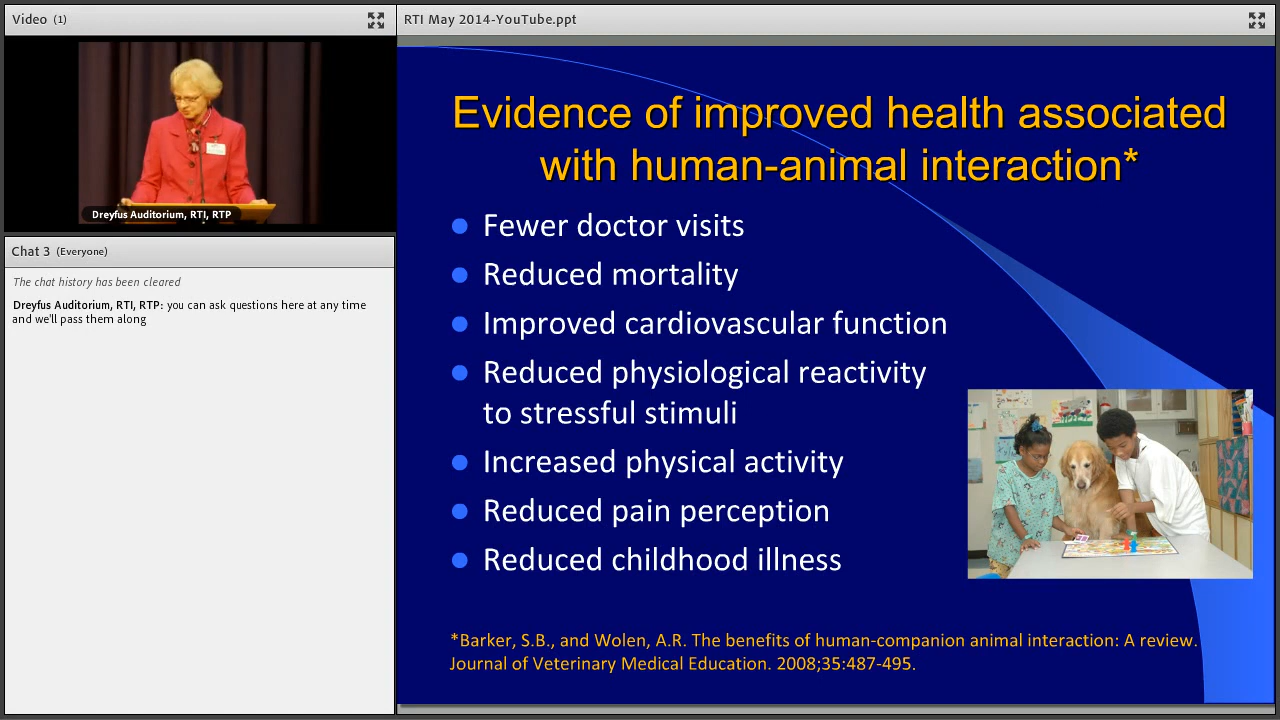 Video (1)
Dreyfus Auditorium, RTI, RTP
Chat 3 (Everyone)
The chat history has been cleared
Dreyfus Auditorium, RTI, RTP: you can ask questions here at any time
and we'll pass them along
RTI May 2014-YouTube.ppt
Evidence of improved health associated
with human-animal interaction*
Fewer doctor visits
Reduced mortality
Improved cardiovascular function
Reduced physiological reactivity
to stressful stimuli
Increased physical activity
Reduced pain perception
Reduced childhood illness
*Barker, S.B., and Wolen, A.R. The benefits of human-companion animal interaction: A review.
Journal of Veterinary Medical Education. 2008;35:487-495.